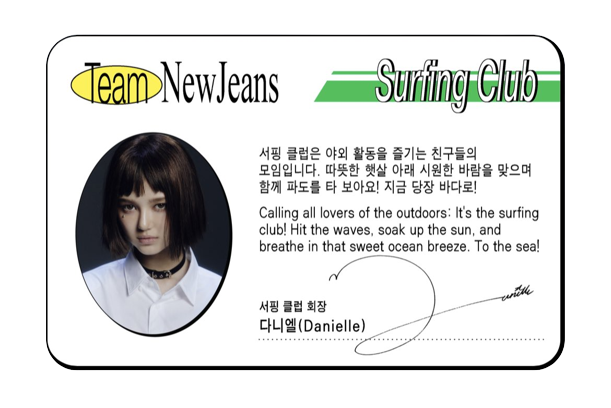 Team NewJeans
Surfing Club
서핑 클럽은 야외 활동을 즐기는 친구들의
모임입니다. 따뜻한 햇살 아래 시원한 바람을 맞으며
함께 파도를 타 보아요! 지금 당장 바다로!
Calling all lovers of the outdoors: It's the surfing
club! Hit the waves, soak up the sun, and
breathe in that sweet ocean breeze. To the sea!
서핑 클럽 회장
다니엘(Danielle)